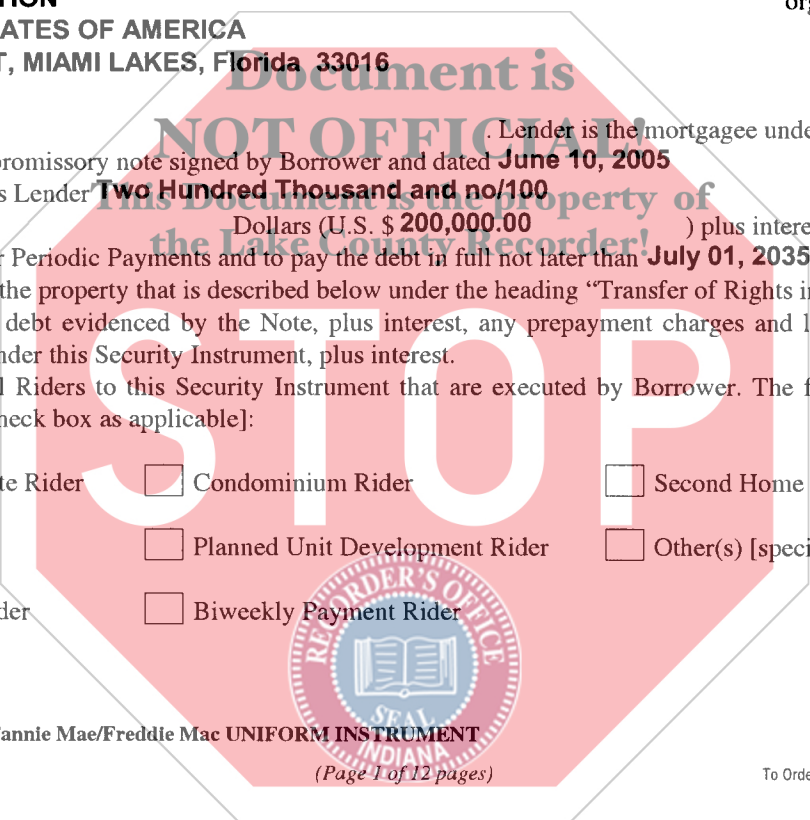 TION
org
ATES OF AMERICA
T, MIAMI LAKES, Florida 33016
Document is
NOT OFFICIAL!
. Lender is the mortgagee unde
promissory note signed by Borrower and dated June 10, 2005
s Lender Two Hundred Thousand and no/100
This Document is the property of
Dollars (U.S. $ 200,000.00 ) plus intere
the Lake County Recorder!
r Periodic Payments and to pay the debt in full not later than July 01, 2035
the property that is described below under the heading “Transfer of Rights in
debt evidenced by the Note, plus interest, any prepayment charges and l
nder this Security Instrument, plus interest.
l Riders to this Security Instrument that are executed by Borrower. The f
heck box as applicable]:
STOP
te Rider Condominium Rider Second Home
Planned Unit Development Rider Other(s) [speci
der Biweekly Payment Rider
RECORDER'S OFFICE
SEAL
INDIANA
annie Mae/Freddie Mac UNIFORM INSTRUMENT
(Page 1 of 12 pages)
To Orde